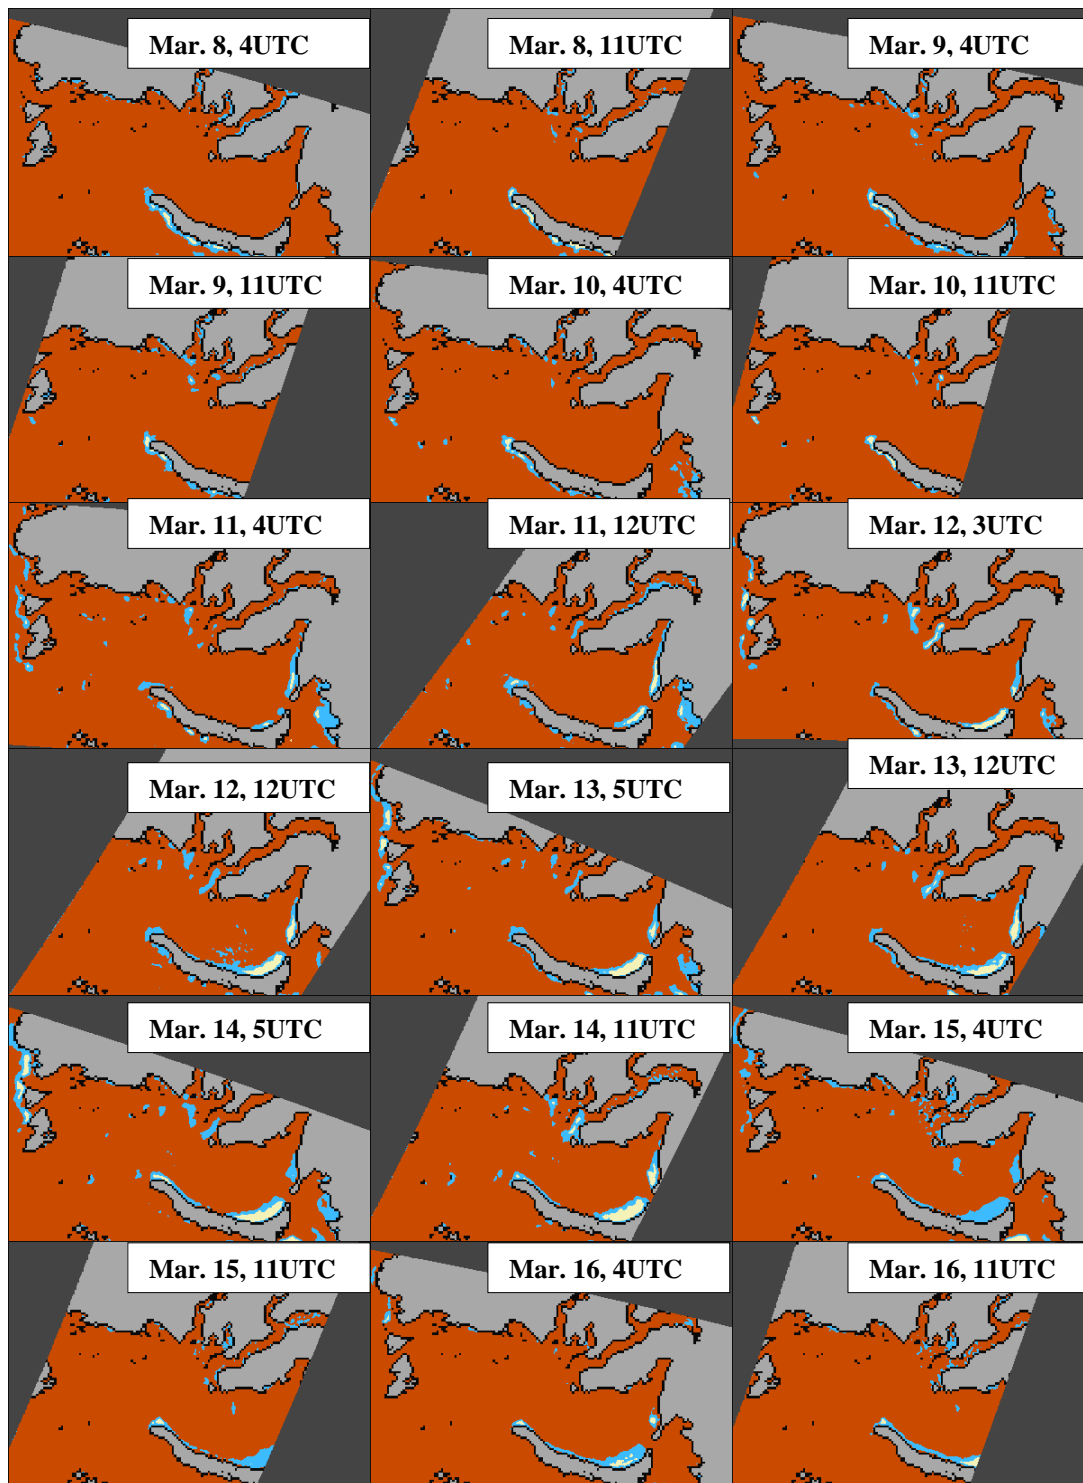 Mar. 8, 4UTC
Mar. 8, 11UTC
Mar. 9, 4UTC
Mar. 9, 11UTC
Mar. 10, 4UTC
Mar. 10, 11UTC
Mar. 11, 4UTC
Mar. 11, 12UTC
Mar. 12, 3UTC
Mar. 12, 12UTC
Mar. 13, 5UTC
Mar. 13, 12UTC
Mar. 14, 5UTC
Mar. 14, 11UTC
Mar. 15, 4UTC
Mar. 15, 11UTC
Mar. 16, 4UTC
Mar. 16, 11UTC